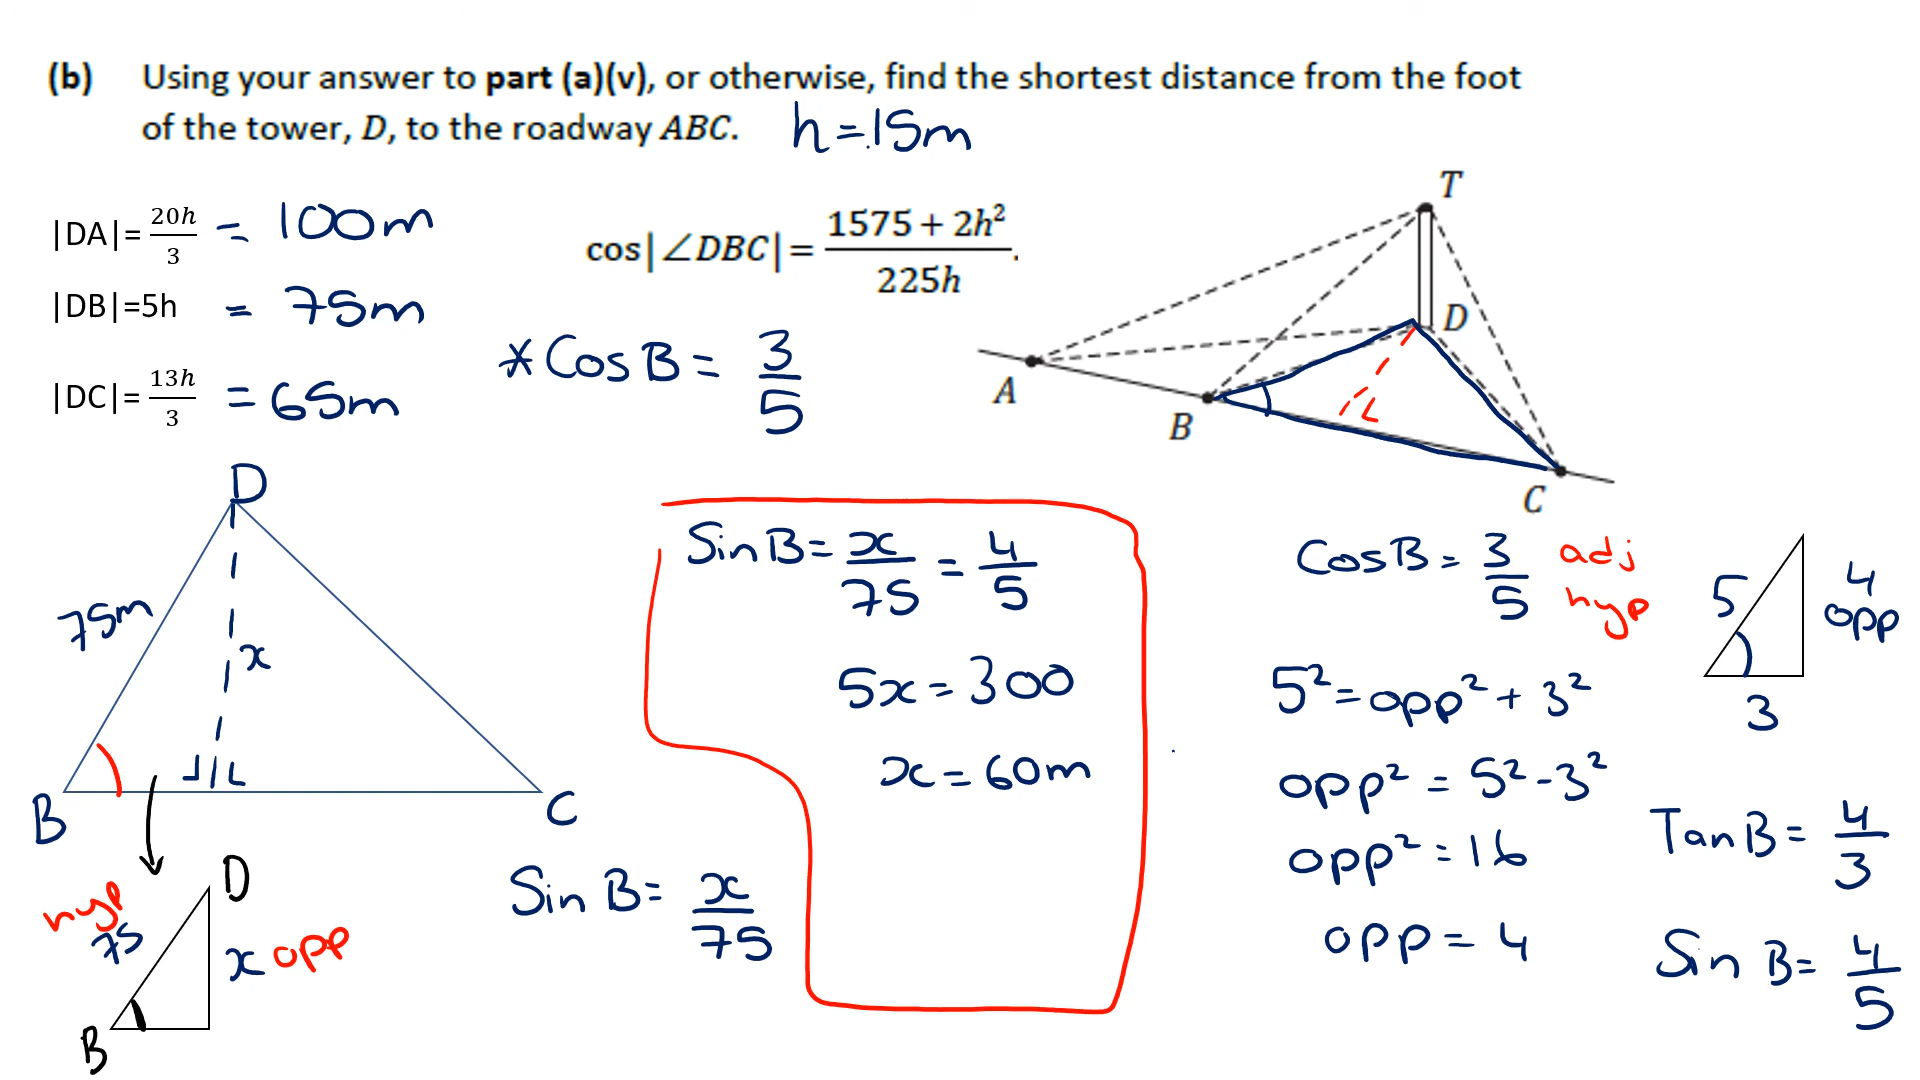 (b) Using your answer to part (a)(v), or otherwise, find the shortest distance from the foot
of the tower, D, to the roadway ABC. h = 15m
|DA|= 20h/3 = 100m
|DB|=5h = 75m
|DC|= 13h/3 = 65m
cos|∠DBC|= (1575 + 2h²)/225h.
*Cos B = 3/5
T
D
A
B
C
D
75m
x
B
C
D
hyp
75
x opp
B
Sin B = x/75
Sin B = x/75 = 4/5
5x = 300
x = 60m
Cos B = 3/5 adj
hyp
5
4
opp
3
5² = opp² + 3²
opp² = 5² - 3²
opp² = 16
opp = 4
Tan B = 4/3
Sin B = 4/5